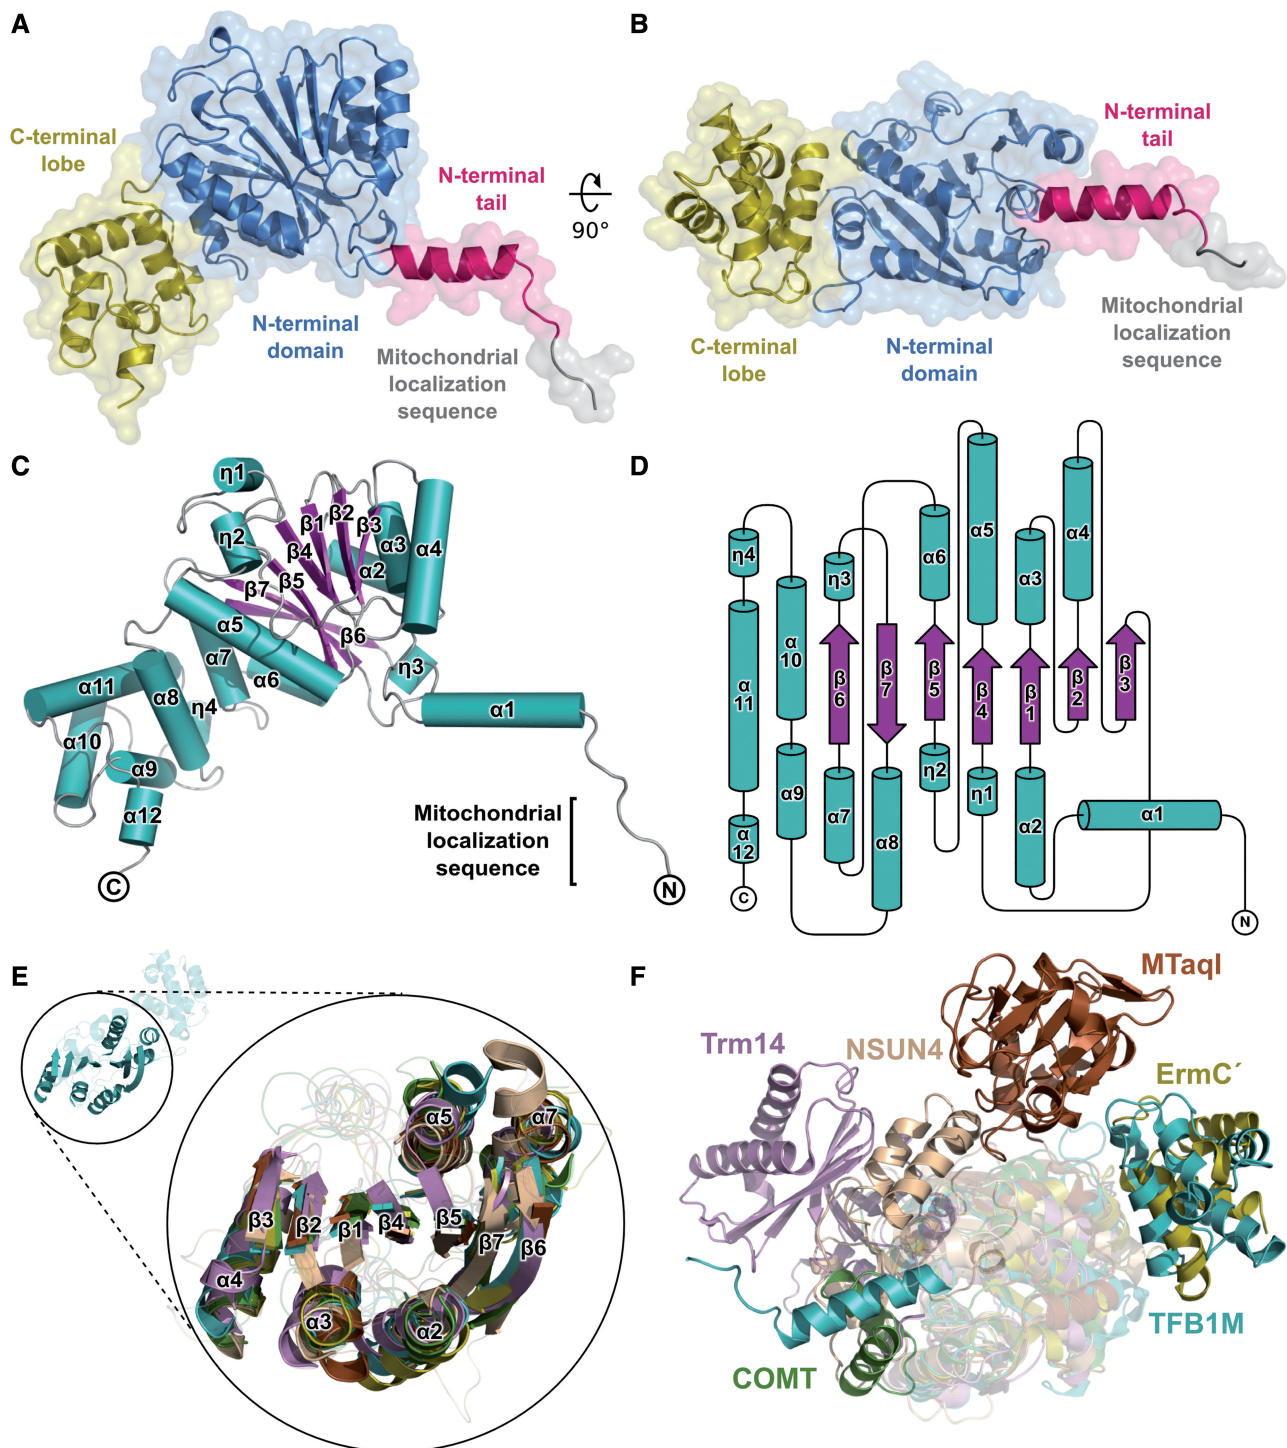 A
C-terminal
lobe
N-terminal
tail
N-terminal
domain
Mitochondrial
localization
sequence
90°
B
N-terminal
tail
C-terminal
lobe
N-terminal
domain
Mitochondrial
localization
sequence
C
η1
η2
β1
β2
β3
β4
β5
β7
α3
α4
α2
α5
β6
α7
α6
η3
α11
α8
η4
α10
α9
α12
α1
Mitochondrial
localization
sequence
C
N
D
η4
η3
α6
α5
α3
α4
α
10
α
11
β
6
β
7
β
5
β
4
β
1
β
2
β
3
η2
η1
α9
α7
α8
α2
α1
α
12
C
N
E
α5
α7
β3
β2
β1
β4
β5
β7
β6
α4
α3
α2
F
MTaqI
Trm14
NSUN4
ErmC´
TFB1M
COMT